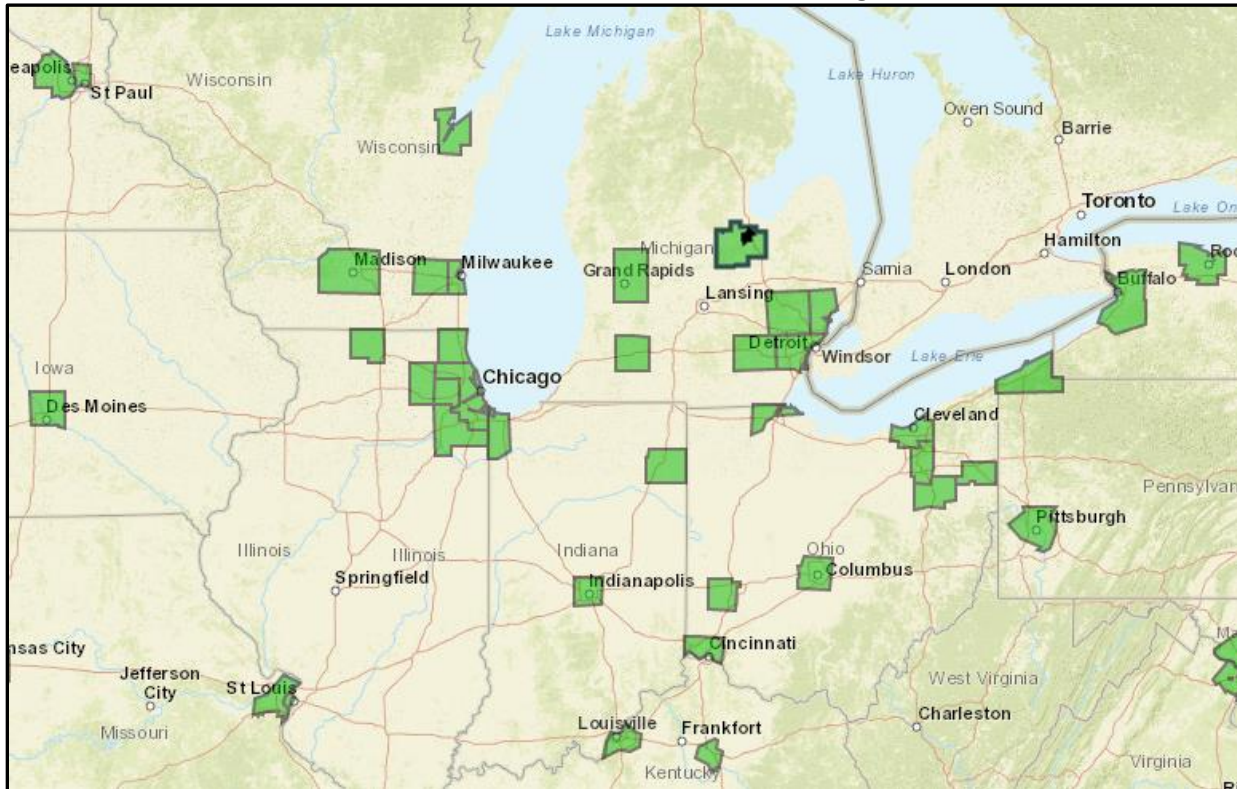 Lake Michigan
Lake Huron
eapolis
St Paul
Wisconsin
Owen Sound
Barrie
Wisconsin
Toronto
Lake On
Hamilton
Roc
Madison
Milwaukee
Michigan
Grand Rapids
Sarnia
London
Buffalo
Lansing
Detroit
Windsor
Lake Erie
Iowa
Chicago
Des Moines
Cleveland
Pennsylvan
Pittsburgh
Illinois
Illinois
Indiana
Ohio
Springfield
Indianapolis
Columbus
nsas City
Cincinnati
Ma
Jefferson
City
St Louis
West Virginia
Missouri
Louisville
Frankfort
Charleston
Kentucky
Virginia